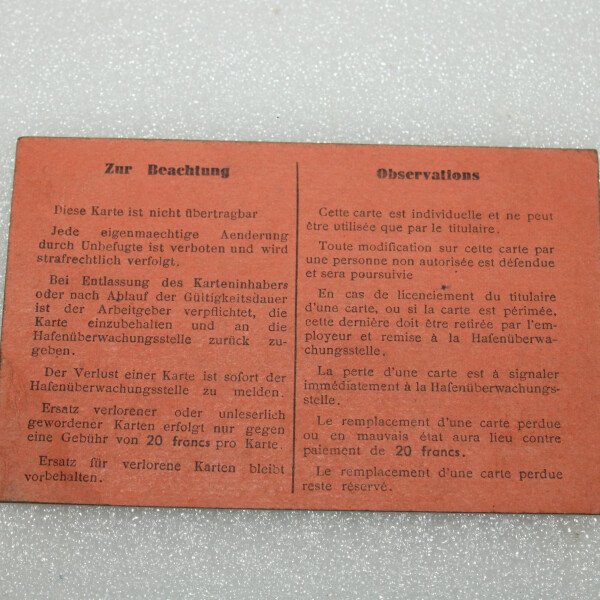 Zur Beachtung
Diese Karte ist nicht übertragbar
Jede eigenmaechtige Aenderung
durch Unbefugte ist verboten und wird
strafrechtlich verfolgt.
Bei Entlassung des Karteninhabers
oder nach Ablauf der Gültigkeitsdauer
ist der Arbeitgeber verpflichtet, die
Karte einzubehalten und an die
Hafenüberwachungsstelle zurück zu-
geben.
Der Verlust einer Karte ist sofort der
Hafenüberwachungsstelle zu melden.
Ersatz verlorener oder unleserlich
gewordener Karten erfolgt nur gegen
eine Gebühr von 20 francs pro Karte.
Ersatz für verlorene Karten bleibt
vorbehalten.
Observations
Cette carte est individuelle et ne peut
être utilisée que par le titulaire.
Toute modification sur cette carte par
une personne non autorisée est défendue
et sera poursuivie
En cas de licenciement du titulaire
d'une carte, ou si la carte est périmée,
cette dernière doit être retirée par l'em-
ployeur et remise à la Hafenüberwa-
chungsstelle.
La perte d'une carte est à signaler
immédiatement à la Hafenüberwachungs-
stelle.
Le remplacement d'une carte perdue
ou en mauvais état aura lieu contre
paiement de 20 francs.
Le remplacement d'une carte perdue
reste réservé.